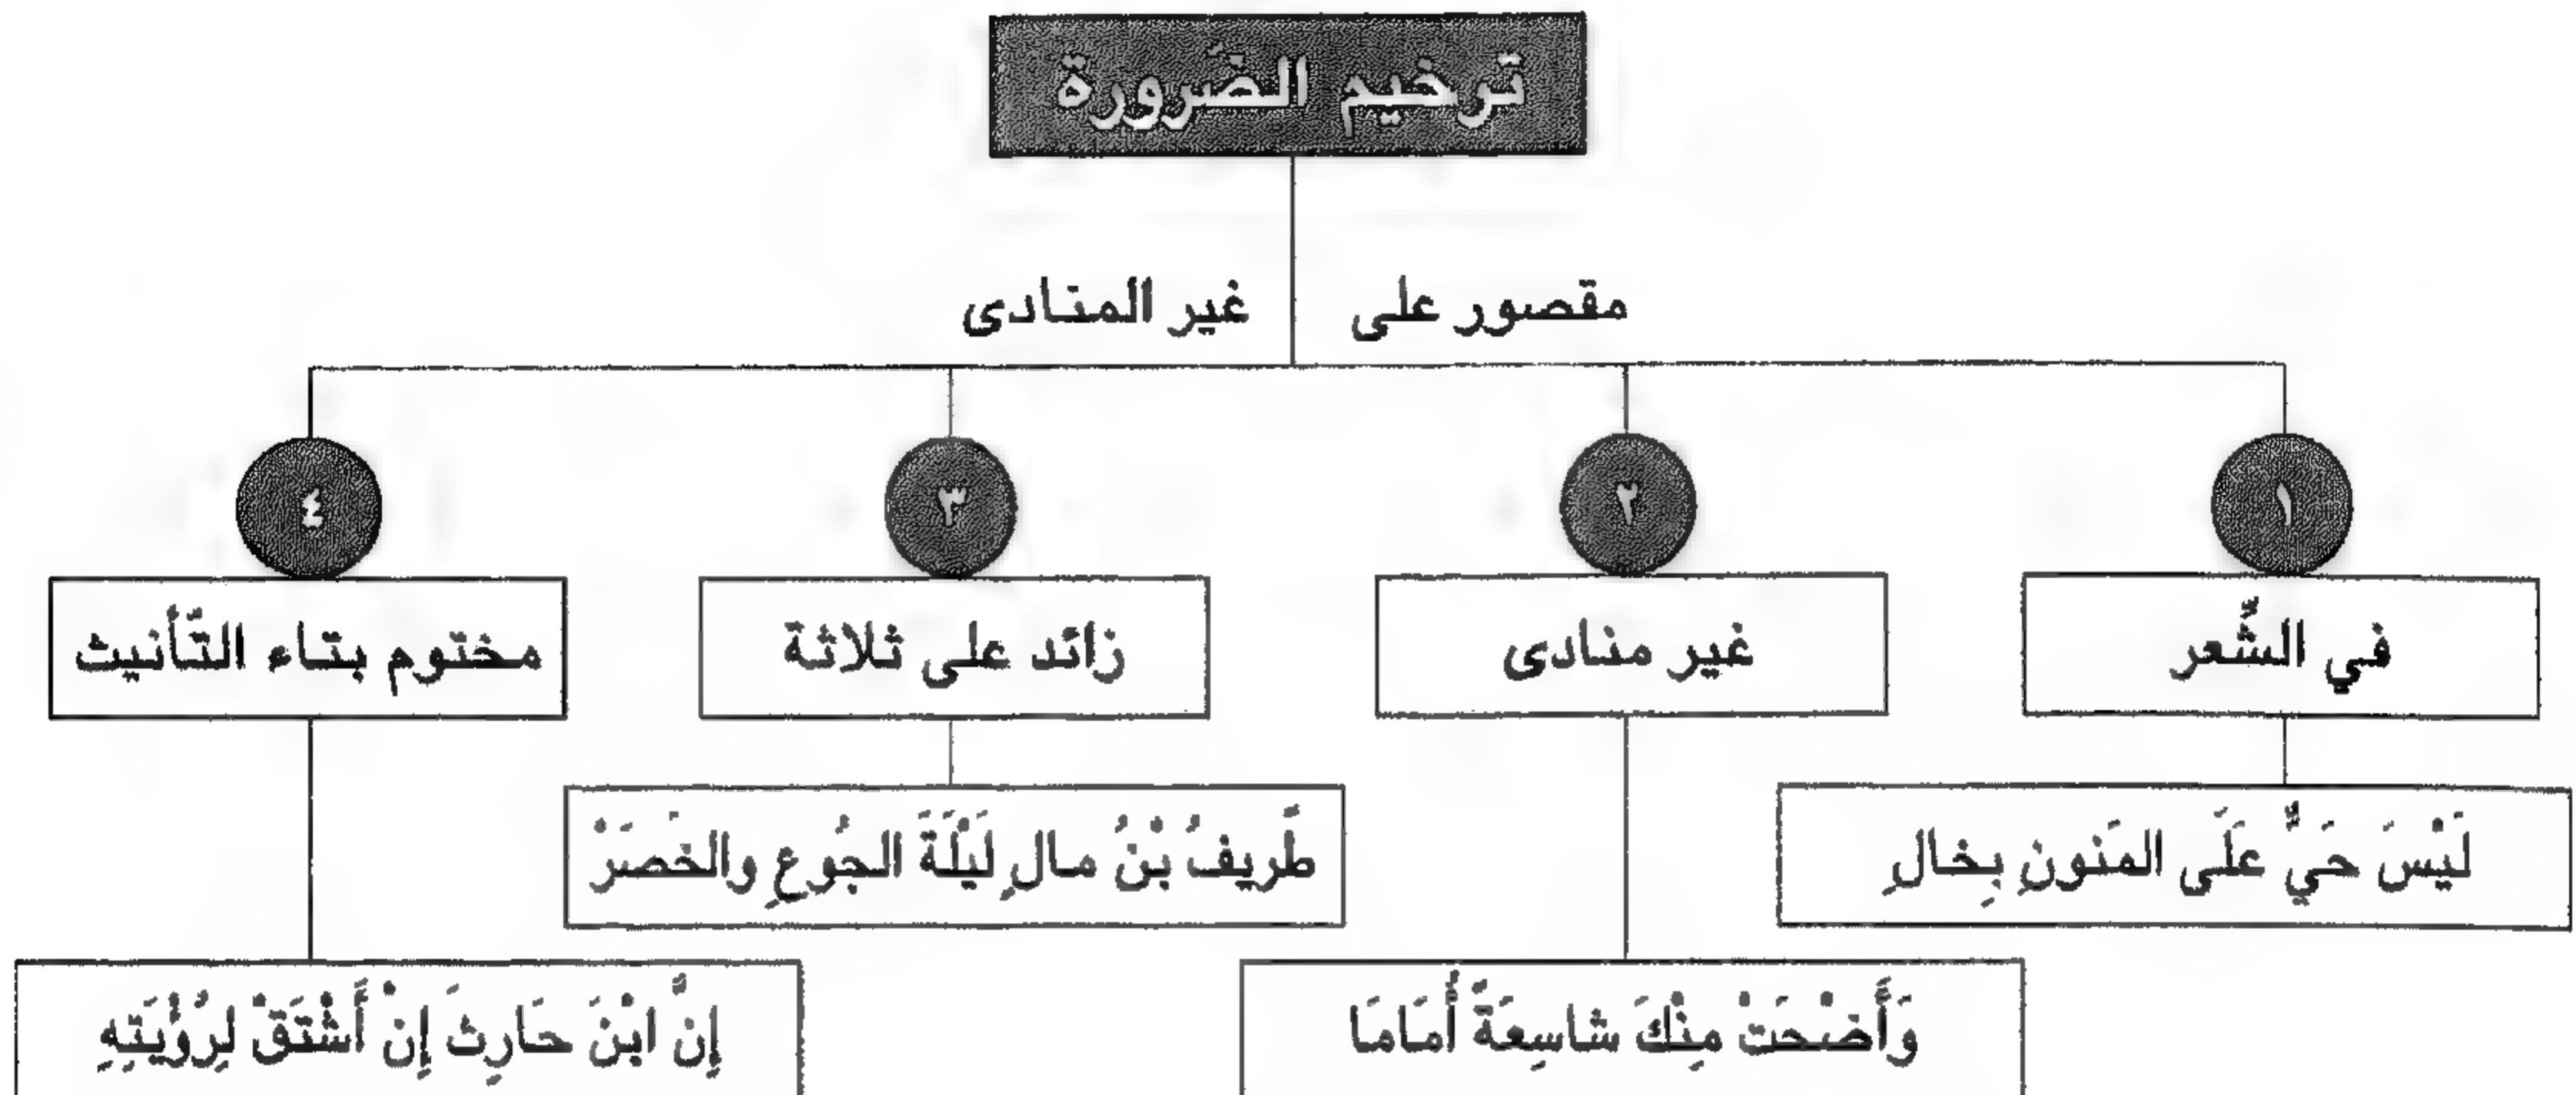 ترخيم الضَرورة
مقصور على غير المنادى
١
٢
٣
٤
في الشِّعر
غير منادى
زائد على ثلاثة
مختوم بتاء التّأنيث
لَيْسَ حَيٌّ عَلَى المَنونِ بِخالِ
طَريفُ بْنُ مالِ لَيْلَةَ الجُوعِ والخَصَرْ
وَأَضْحَتْ مِنْكَ شاسِعَةً أُمَامَا
إِنَّ ابْنَ حَارِثَ إِنْ أَشْتَقْ لِرُؤْيَتِهِ